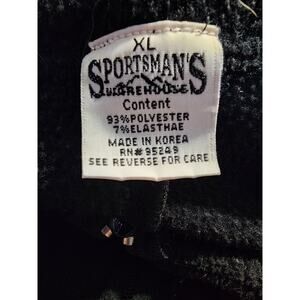 XL
SPORTSMAN'S
WAREHOUSE
Content
93% POLYESTER
7% ELASTHAE
MADE IN KOREA
RN# 95249
SEE REVERSE FOR CARE